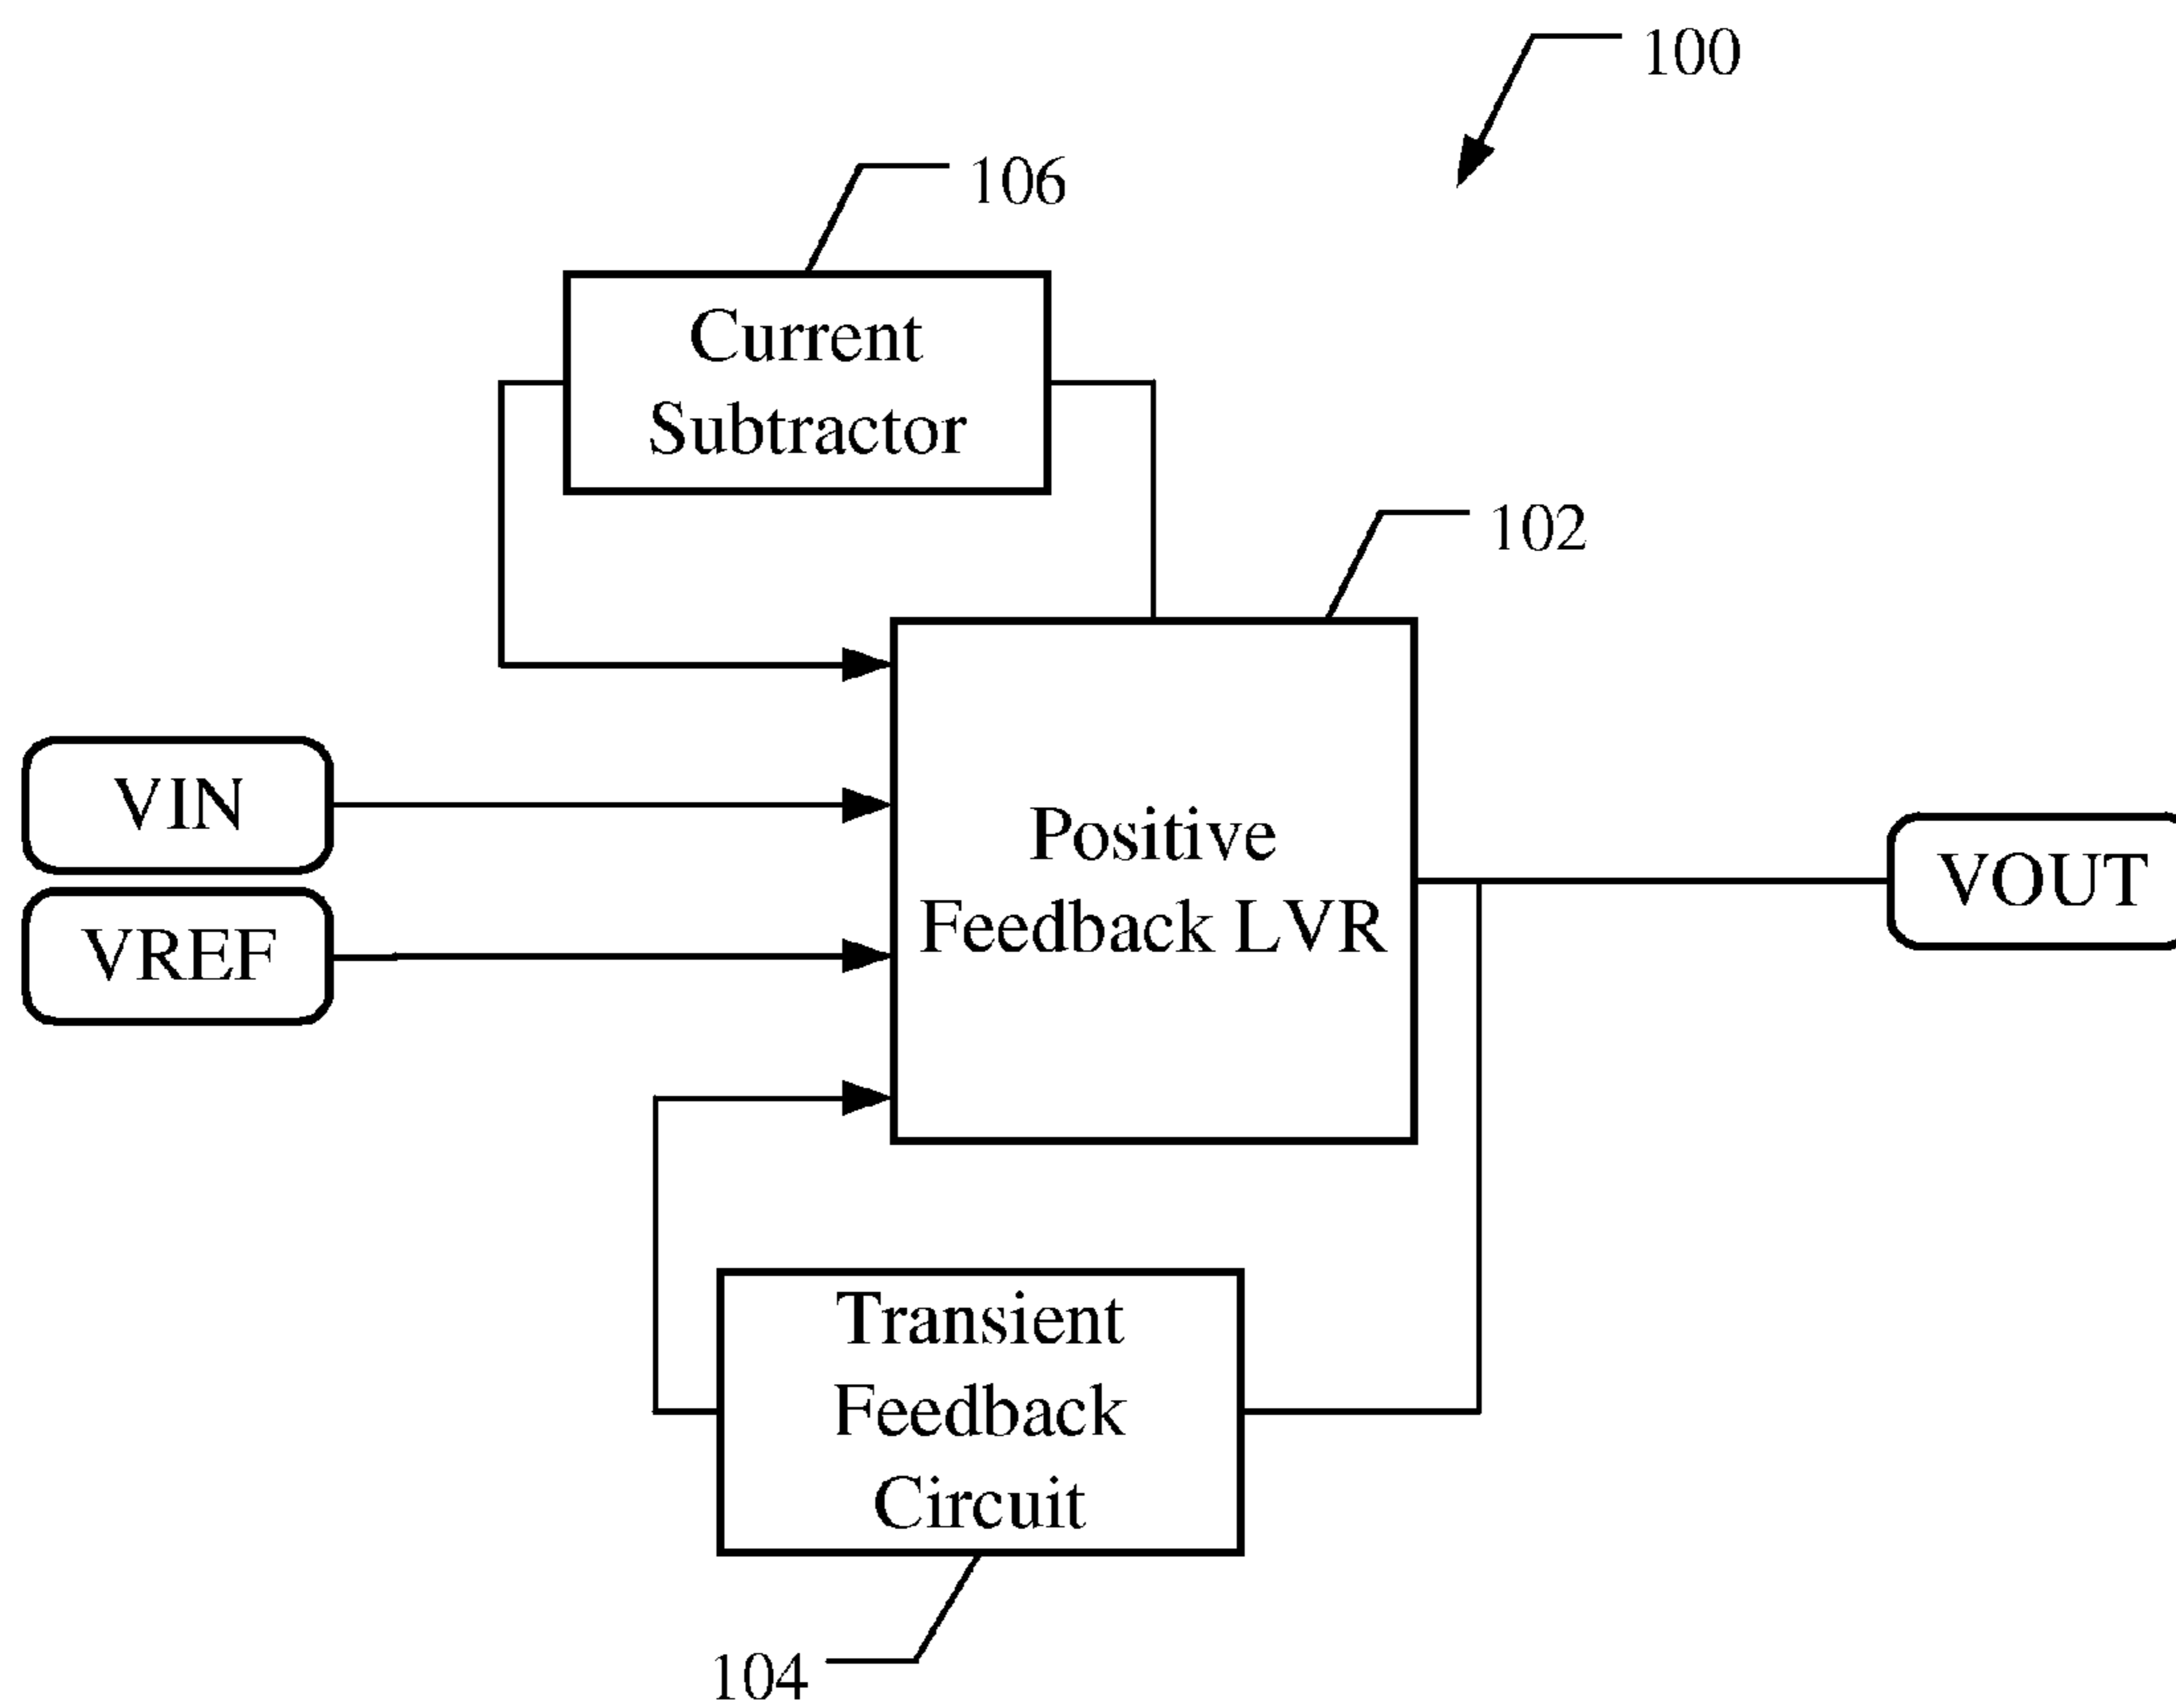 100
106
Current
Subtractor
102
VIN
Positive
VOUT
Feedback LVR
VREF
Transient
Feedback
Circuit
104